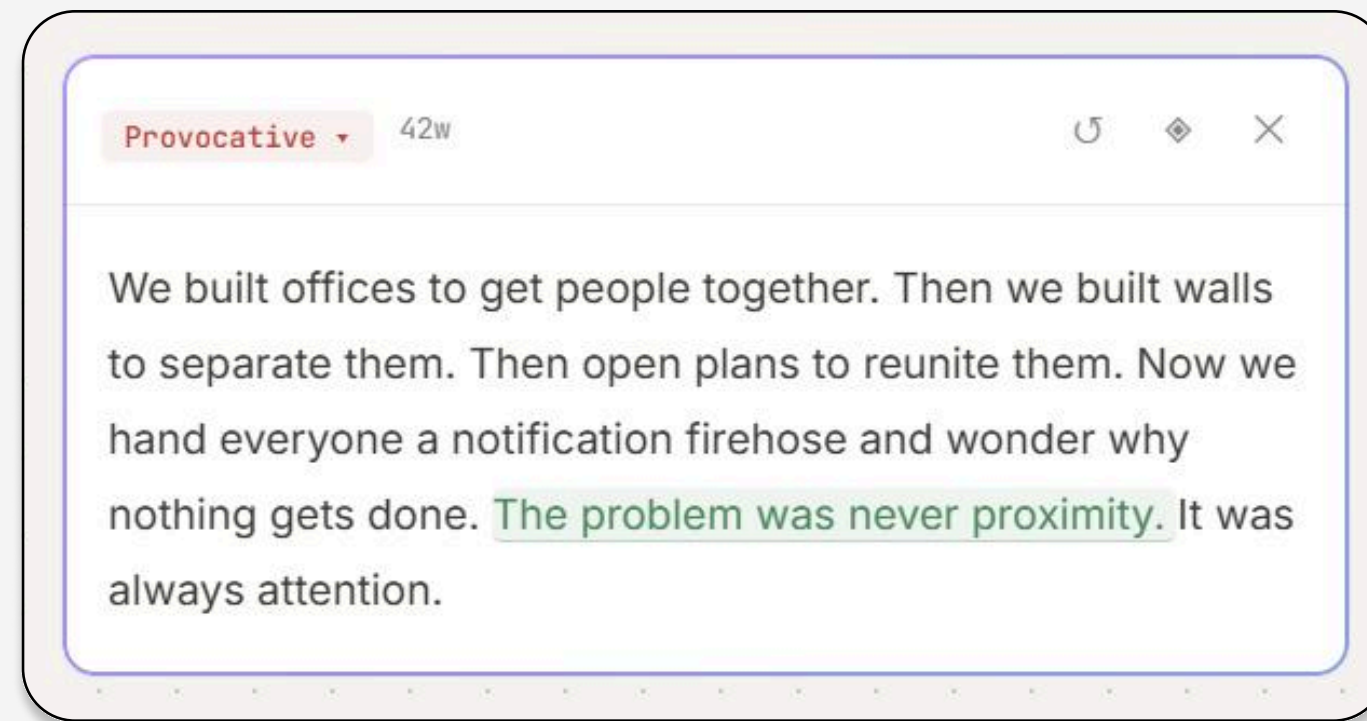 Provocative ▾ 42w
We built offices to get people together. Then we built walls
to separate them. Then open plans to reunite them. Now we
hand everyone a notification firehose and wonder why
nothing gets done. The problem was never proximity. It was
always attention.